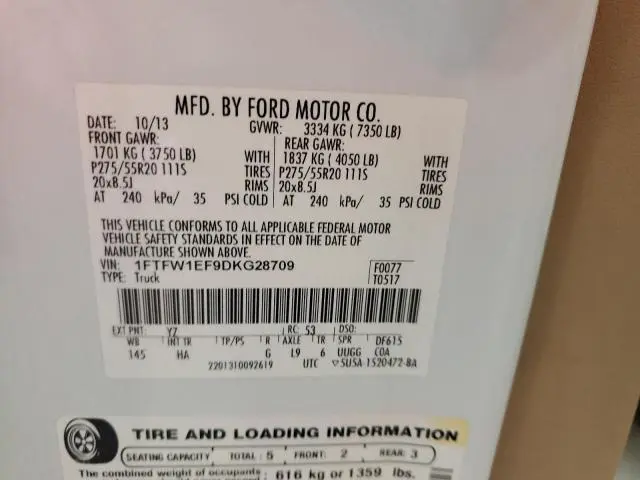 MFD. BY FORD MOTOR CO.
DATE: 10/13 GVWR: 3334 KG (7350 LB)
FRONT GAWR: REAR GAWR:
1701 KG (3750 LB) WITH 1837 KG (4050 LB) WITH
P275/55R20 111S TIRES P275/55R20 111S TIRES
20x8.5J RIMS 20x8.5J RIMS
AT 240 kPa/ 35 PSI COLD AT 240 kPa/ 35 PSI COLD
THIS VEHICLE CONFORMS TO ALL APPLICABLE FEDERAL MOTOR
VEHICLE SAFETY STANDARDS IN EFFECT ON THE DATE OF
MANUFACTURE SHOWN ABOVE.
VIN: 1FTFW1EF9DKG28709 F0077
TYPE: Truck T0517
EXT PNT: YZ RC: 53 DSO:
WB INT TR TP/PS R AXLE TR SPR DF615
145 HA G L9 6 UUGG COA
2201310092619 UTC ▽5U5A-1520472-BA
TIRE AND LOADING INFORMATION
SEATING CAPACITY TOTAL: 5 FRONT: 2 REAR: 3
The combined weight of occupants 616 kg or 1359 lbs.